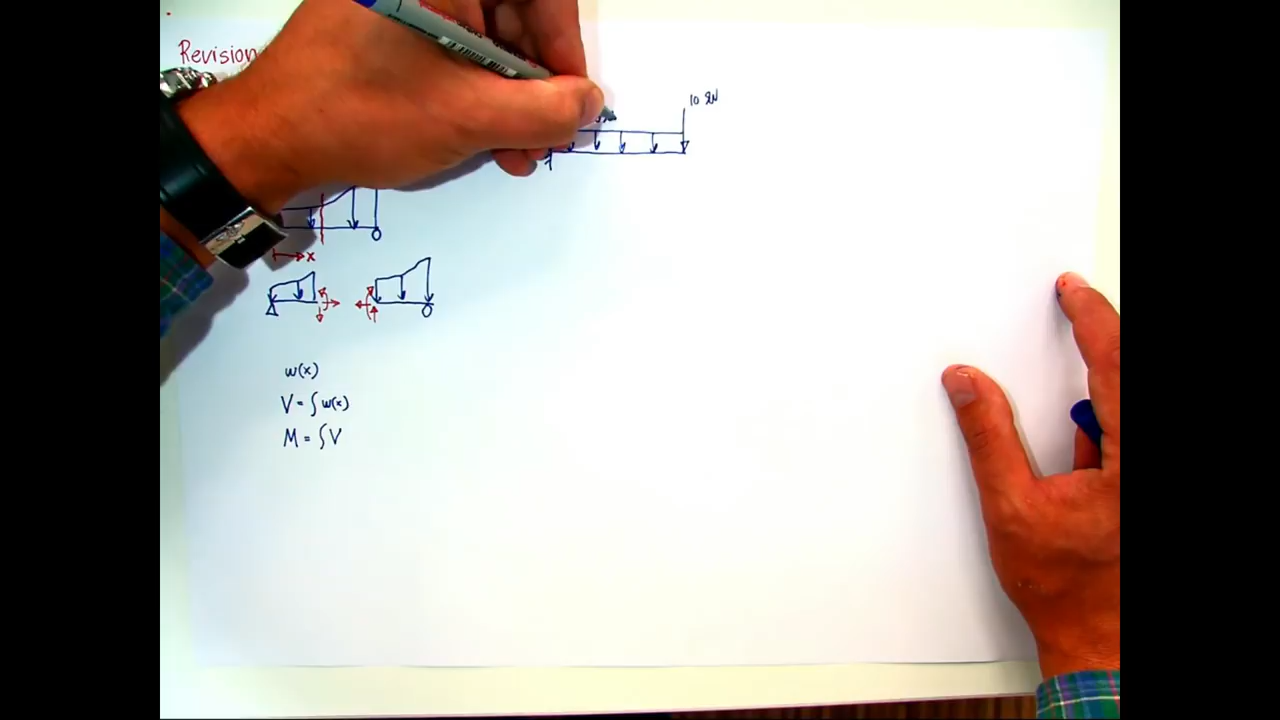 Revision
10 kN
x
w(x)
V = ∫ w(x)
M = ∫ V